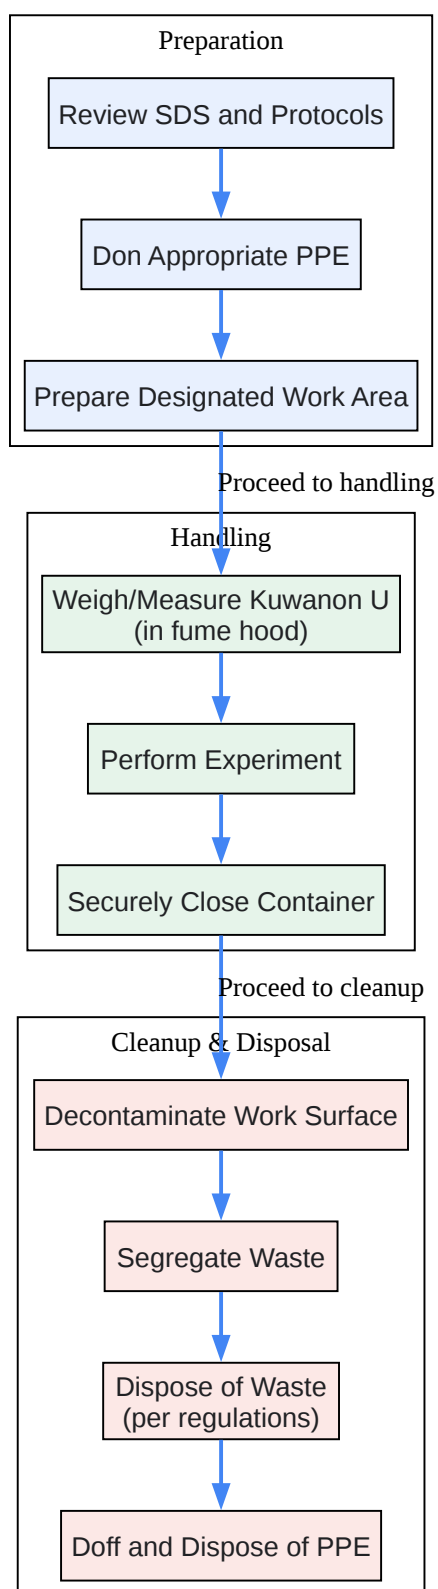 Preparation
Review SDS and Protocols
Don Appropriate PPE
Prepare Designated Work Area
Proceed to handling
Handling
Weigh/Measure Kuwanon U
(in fume hood)
Perform Experiment
Securely Close Container
Proceed to cleanup
Cleanup & Disposal
Decontaminate Work Surface
Segregate Waste
Dispose of Waste
(per regulations)
Doff and Dispose of PPE